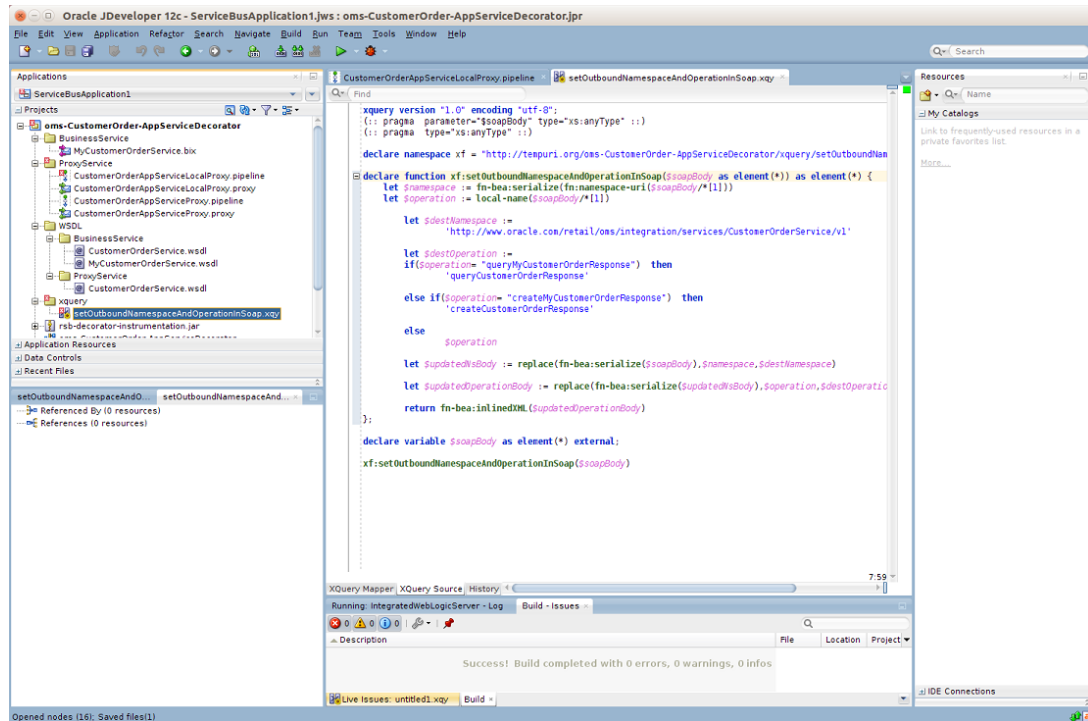 Oracle JDeveloper 12c - ServiceBusApplication1.jws : oms-CustomerOrder-AppServiceDecorator.jpr
File Edit View Application Refactor Search Navigate Build Run Team Tools Window Help
Search
Applications
ServiceBusApplication1
Projects
oms-CustomerOrder-AppServiceDecorator
BusinessService
MyCustomerOrderService.bix
ProxyService
CustomerOrderAppServiceLocalProxy.pipeline
CustomerOrderAppServiceLocalProxy.proxy
CustomerOrderAppServiceProxy.pipeline
CustomerOrderAppServiceProxy.proxy
WSDL
BusinessService
CustomerOrderService.wsdl
MyCustomerOrderService.wsdl
ProxyService
CustomerOrderService.wsdl
xquery
setOutboundNamespaceAndOperationInSoap.xqy
rsb-decorator-instrumentation.jar
Application Resources
Data Controls
Recent Files
setOutboundNamespaceAndO... setOutboundNamespaceAnd...
Referenced By (0 resources)
References (0 resources)
CustomerOrderAppServiceLocalProxy.pipeline setOutboundNamespaceAndOperationInSoap.xqy
Find
xquery version "1.0" encoding "utf-8";
(:: pragma parameter="$soapBody" type="xs:anyType" ::)
(:: pragma type="xs:anyType" ::)
declare namespace xf = "http://tempuri.org/oms-CustomerOrder-AppServiceDecorator/xquery/setOutboundNam
declare function xf:setOutboundNamespaceAndOperationInSoap($soapBody as element(*)) as element(*) {
let $namespace := fn-bea:serialize(fn:namespace-uri($soapBody/*[1]))
let $operation := local-name($soapBody/*[1])
let $destNamespace :=
'http://www.oracle.com/retail/oms/integration/services/CustomerOrderService/v1'
let $destOperation :=
if($operation= "queryMyCustomerOrderResponse") then
'queryCustomerOrderResponse'
else if($operation= "createMyCustomerOrderResponse") then
'createCustomerOrderResponse'
else
$operation
let $updatedNsBody := replace(fn-bea:serialize($soapBody),$namespace,$destNamespace)
let $updatedOperationBody := replace(fn-bea:serialize($updatedNsBody),$operation,$destOperatio
return fn-bea:inlinedXML($updatedOperationBody)
};
declare variable $soapBody as element(*) external;
xf:setOutboundNamespaceAndOperationInSoap($soapBody)
7:59
XQuery Mapper XQuery Source History
Running: IntegratedWebLogicServer - Log Build - Issues
0 0 0
Description File Location Project
Success! Build completed with 0 errors, 0 warnings, 0 infos
Live Issues: untitled1.xqy Build
Resources
Name
My Catalogs
Link to frequently-used resources in a
private favorites list.
More...
IDE Connections
Opened nodes (16); Saved files(1)